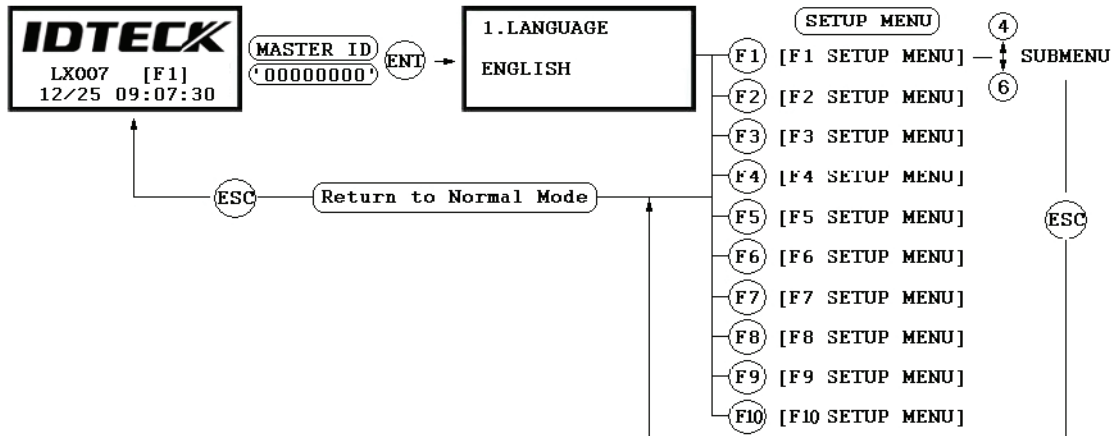 IDTECK
LX007 [F1]
12/25 09:07:30
MASTER ID
'00000000'
ENT
1.LANGUAGE
ENGLISH
SETUP MENU
F1 [F1 SETUP MENU]
4
6
SUBMENU
F2 [F2 SETUP MENU]
F3 [F3 SETUP MENU]
F4 [F4 SETUP MENU]
F5 [F5 SETUP MENU]
F6 [F6 SETUP MENU]
F7 [F7 SETUP MENU]
F8 [F8 SETUP MENU]
F9 [F9 SETUP MENU]
F10 [F10 SETUP MENU]
ESC
Return to Normal Mode
ESC